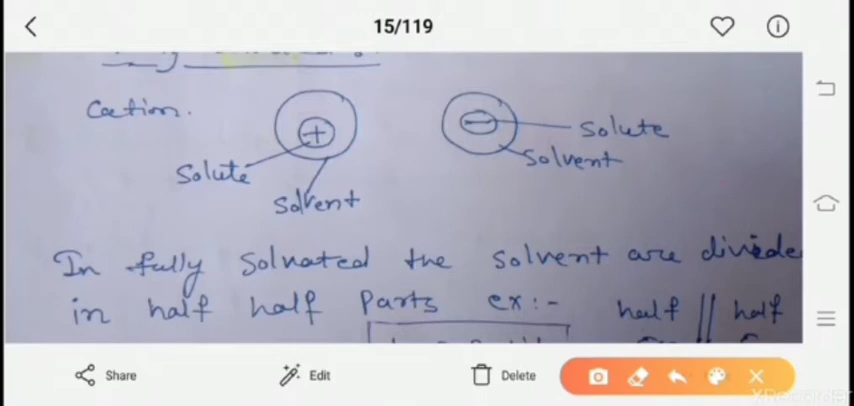 15/119
Cation.
Solute
Solvent
Solute
Solvent
In fully Solvated the solvent are divide
in half half Parts ex:- half || half
Share
Edit
Delete
XRecorder